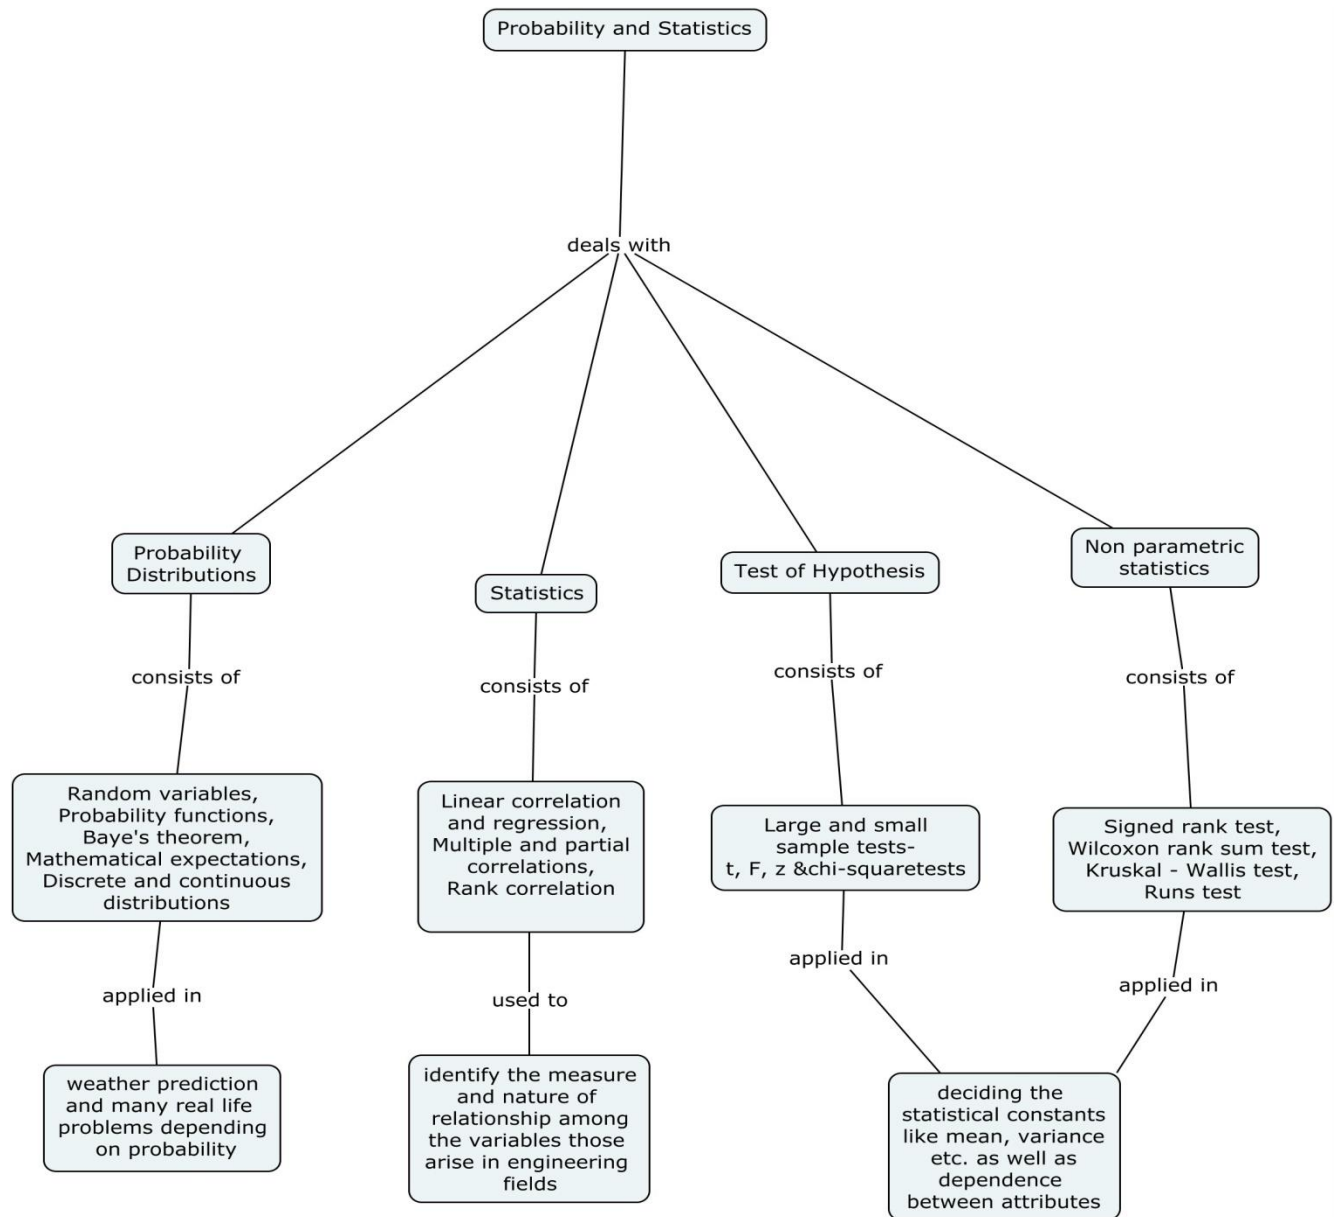 Probability and Statistics
deals with
Probability
Distributions
Statistics
Test of Hypothesis
Non parametric
statistics
consists of
consists of
consists of
consists of
Random variables,
Probability functions,
Baye's theorem,
Mathematical expectations,
Discrete and continuous
distributions
Linear correlation
and regression,
Multiple and partial
correlations,
Rank correlation
Large and small
sample tests-
t, F, z &chi-squaretests
Signed rank test,
Wilcoxon rank sum test,
Kruskal - Wallis test,
Runs test
applied in
used to
applied in
applied in
weather prediction
and many real life
problems depending
on probability
identify the measure
and nature of
relationship among
the variables those
arise in engineering
fields
deciding the
statistical constants
like mean, variance
etc. as well as
dependence
between attributes